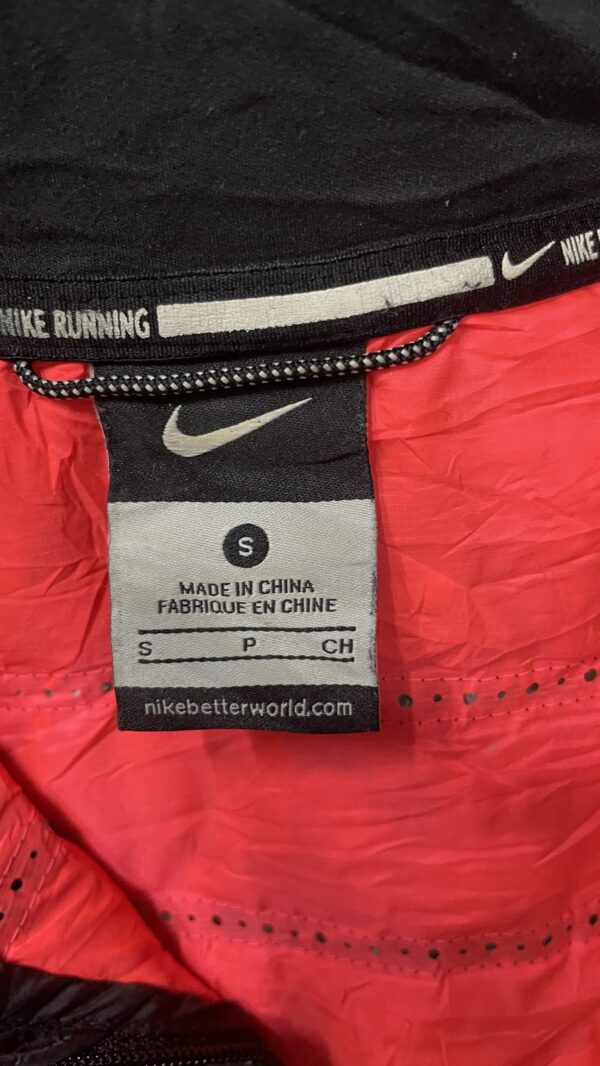 NIKE RUNNING
NIKE
S
MADE IN CHINA
FABRIQUE EN CHINE
S P CH
nikebetterworld.com